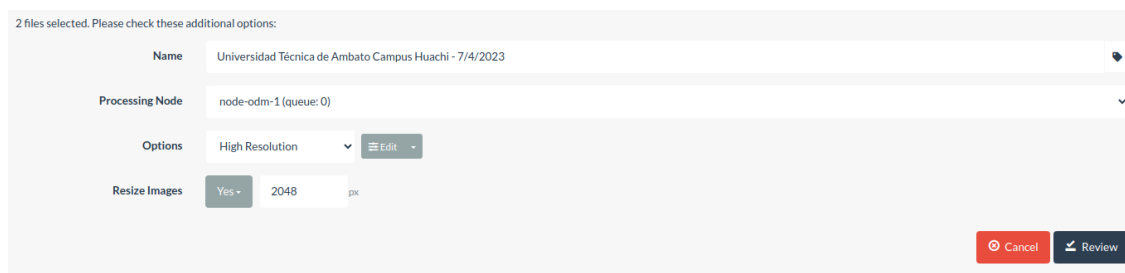 2 files selected. Please check these additional options:
Name Universidad Técnica de Ambato Campus Huachi - 7/4/2023
Processing Node node-odm-1 (queue: 0)
Options High Resolution Edit
Resize Images Yes 2048 px
Cancel Review